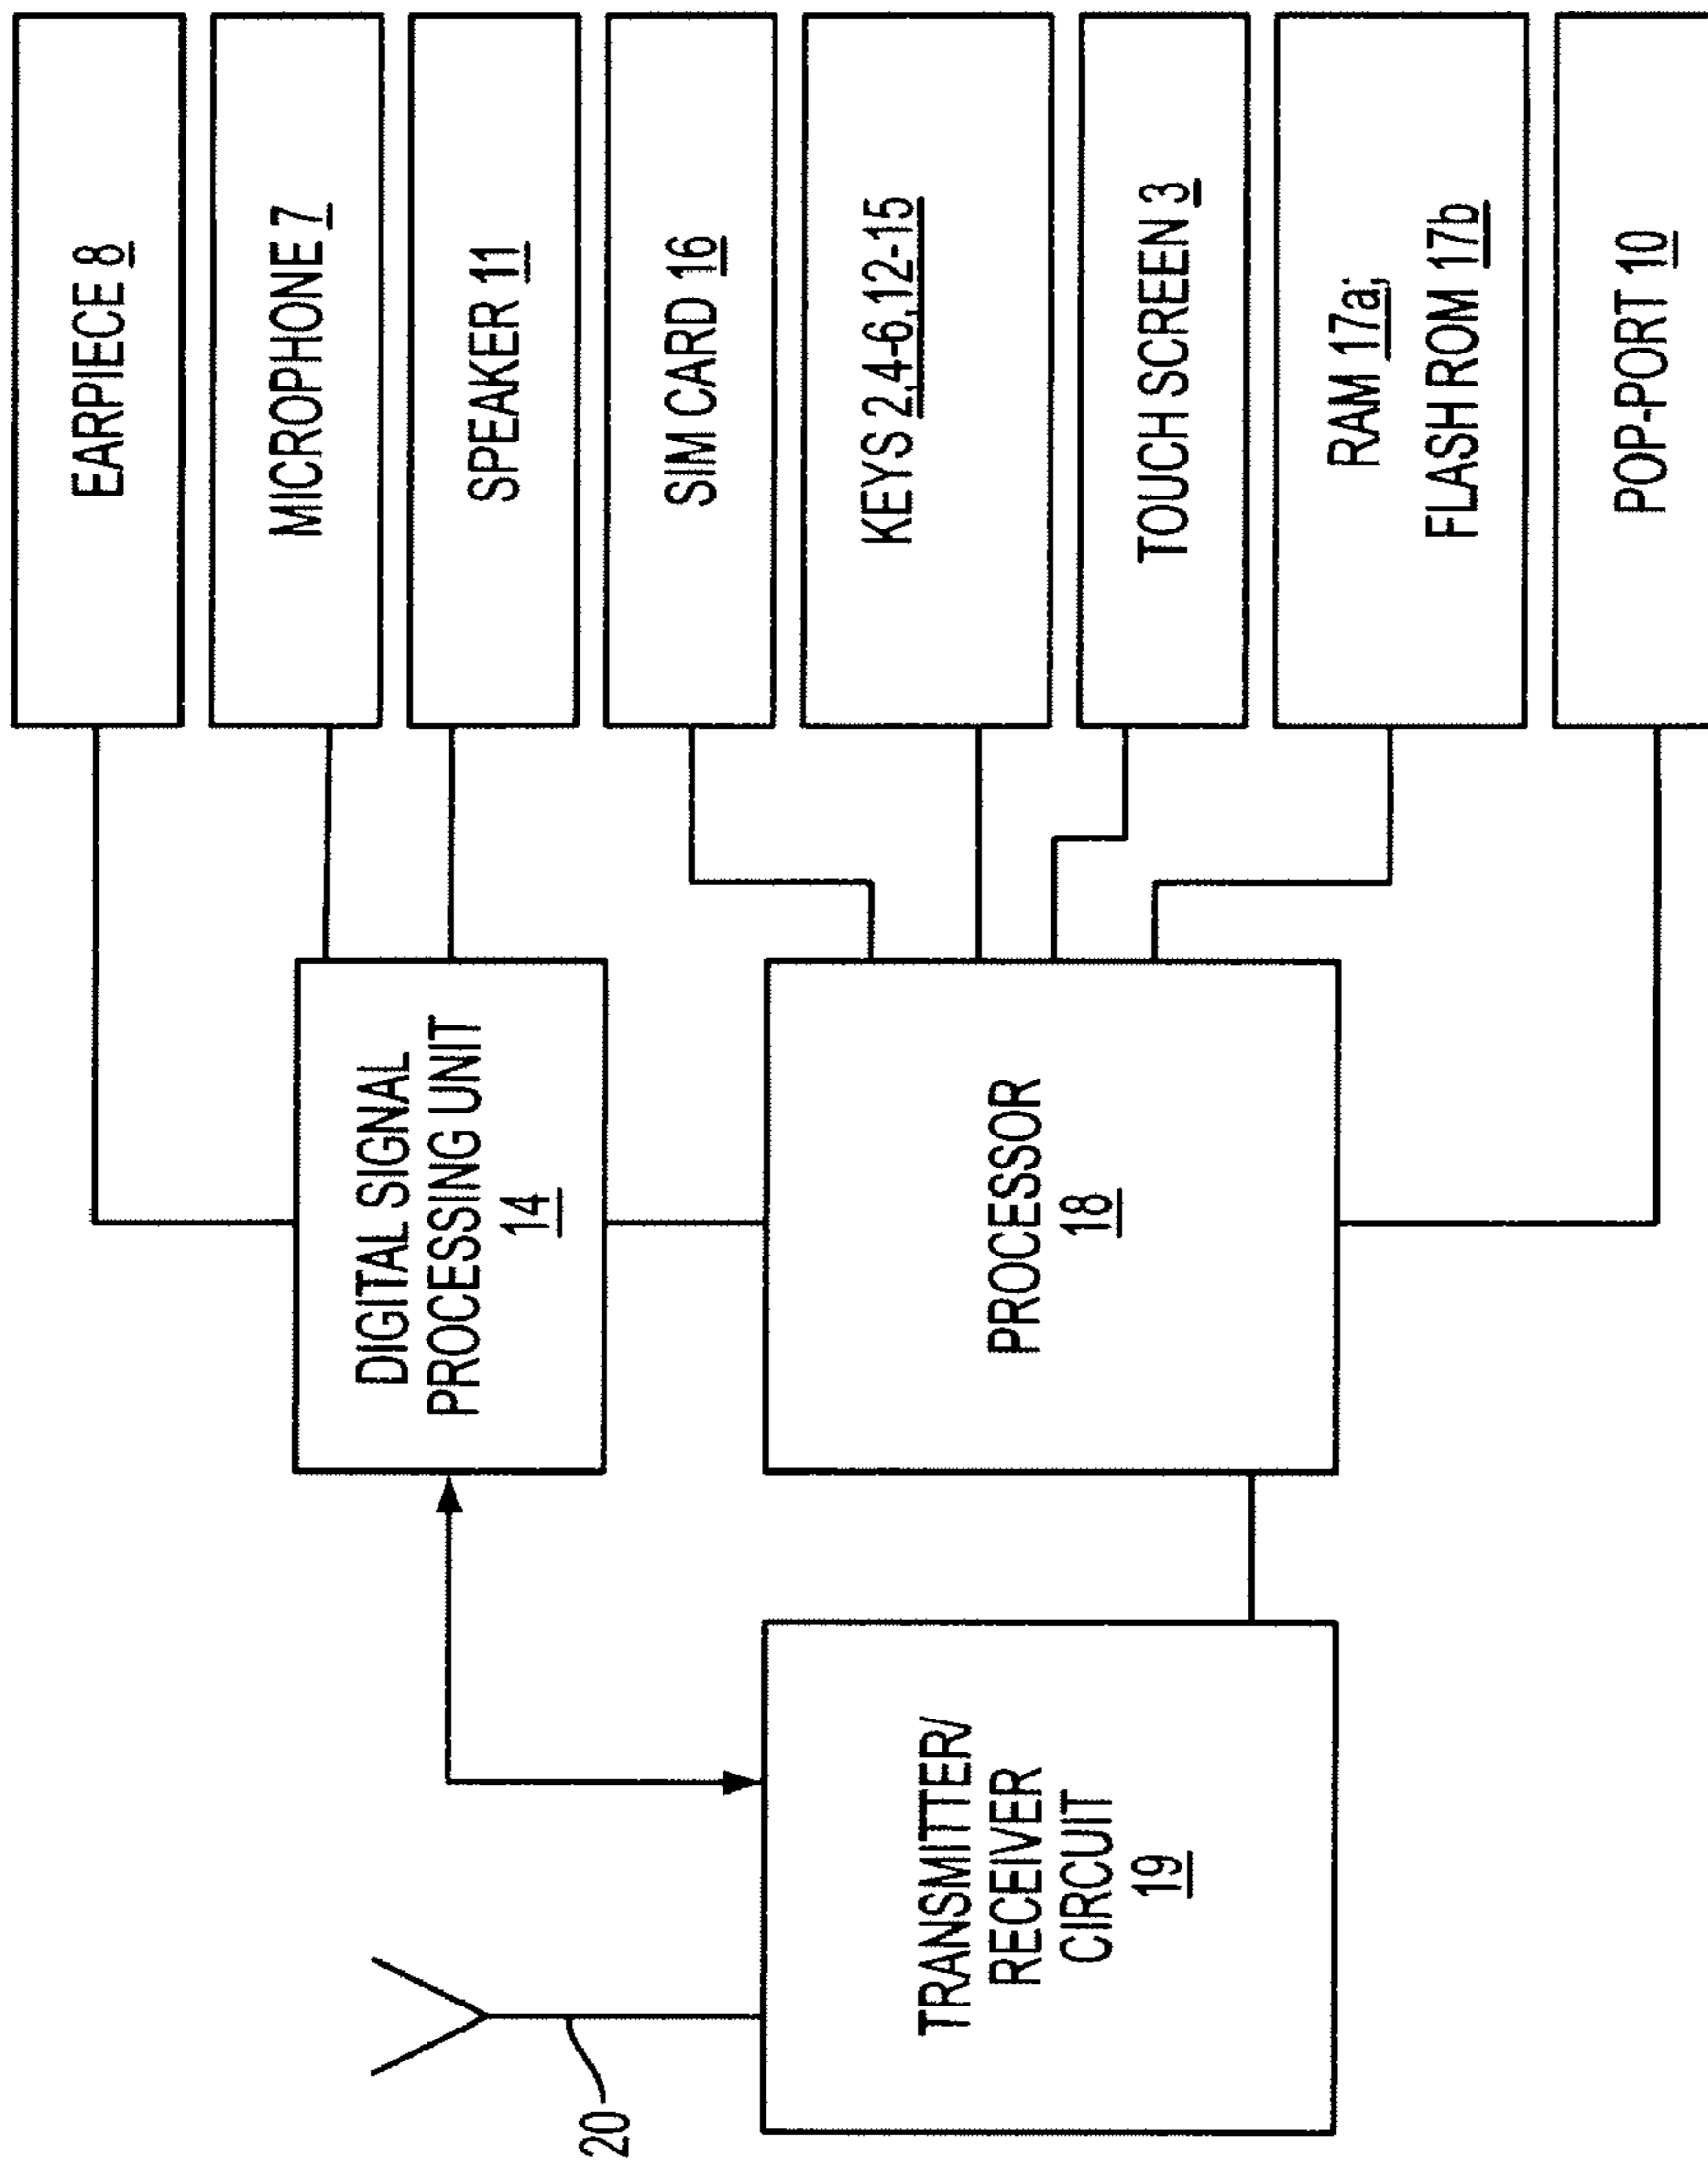 EARPIECE 8
MICROPHONE 7
SPEAKER 11
SIM CARD 16
KEYS 2,4-6,12-15
TOUCH SCREEN 3
RAM 17a;
FLASH ROM 17b
POP-PORT 10
DIGITAL SIGNAL
PROCESSING UNIT
14
PROCESSOR
18
TRANSMITTER/
RECEIVER
CIRCUIT
19
20